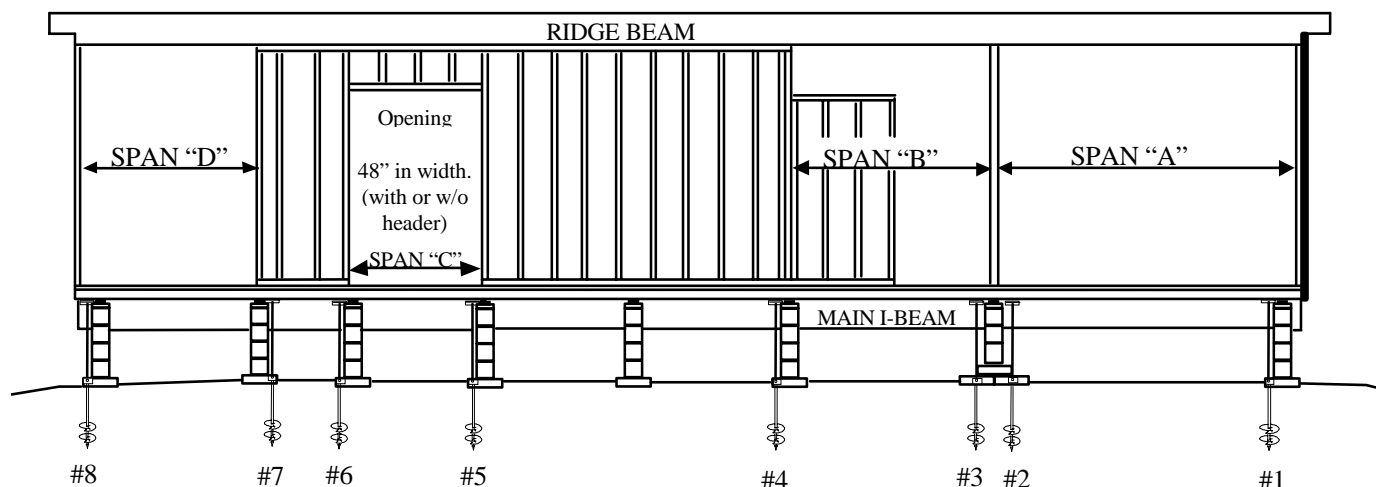 RIDGE BEAM
Opening
SPAN “D”
SPAN “B”
SPAN “A”
48” in width.
(with or w/o
header)
SPAN “C”
MAIN I-BEAM
#8
#7
#6
#5
#4
#3
#2
#1